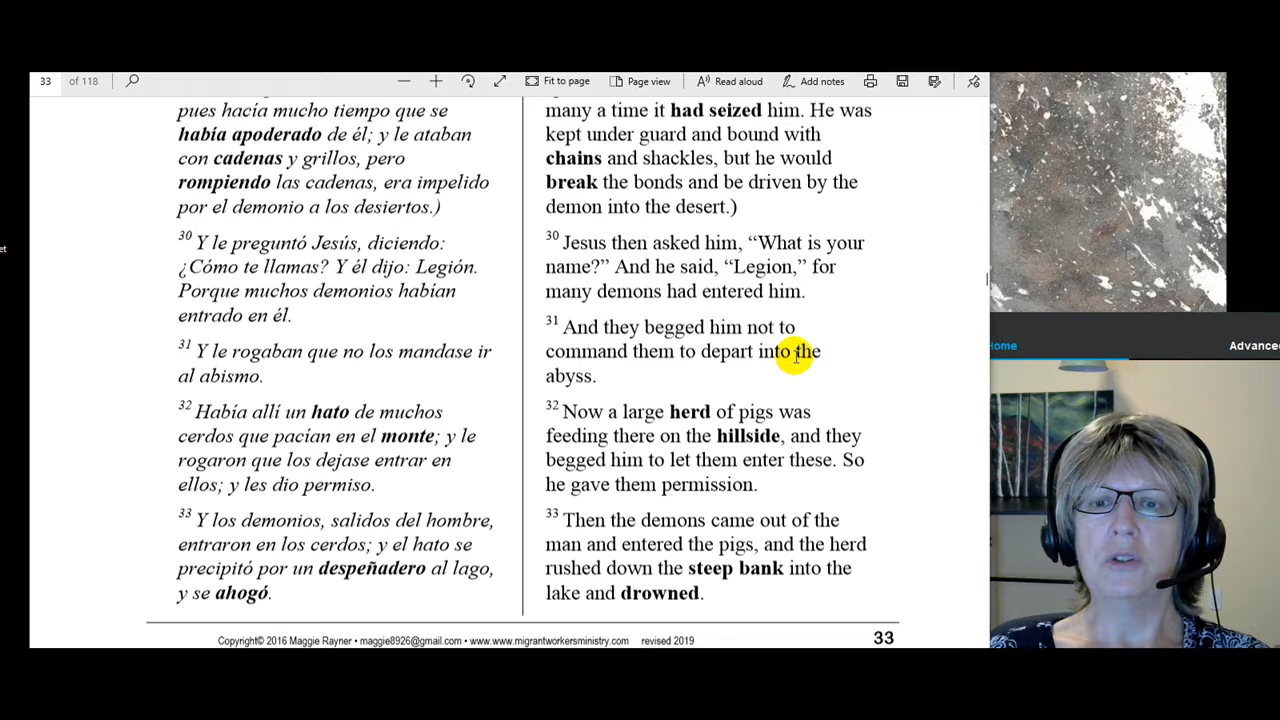 33 of 118 Fit to page Page view Read aloud Add notes
pues hacía mucho tiempo que se
había apoderado de él; y le ataban
con cadenas y grillos, pero
rompiendo las cadenas, era impelido
por el demonio a los desiertos.)
30 Y le preguntó Jesús, diciendo:
¿Cómo te llamas? Y él dijo: Legión.
Porque muchos demonios habían
entrado en él.
31 Y le rogaban que no los mandase ir
al abismo.
32 Había allí un hato de muchos
cerdos que pacían en el monte; y le
rogaron que los dejase entrar en
ellos; y les dio permiso.
33 Y los demonios, salidos del hombre,
entraron en los cerdos; y el hato se
precipitó por un despeñadero al lago,
y se ahogó.
many a time it had seized him. He was
kept under guard and bound with
chains and shackles, but he would
break the bonds and be driven by the
demon into the desert.)
30 Jesus then asked him, “What is your
name?” And he said, “Legion,” for
many demons had entered him.
31 And they begged him not to
command them to depart into the
abyss.
32 Now a large herd of pigs was
feeding there on the hillside, and they
begged him to let them enter these. So
he gave them permission.
33 Then the demons came out of the
man and entered the pigs, and the herd
rushed down the steep bank into the
lake and drowned.
Copyright© 2016 Maggie Rayner • maggie8926@gmail.com • www.www.migrantworkersministry.com revised 2019 33
et
Home Advance